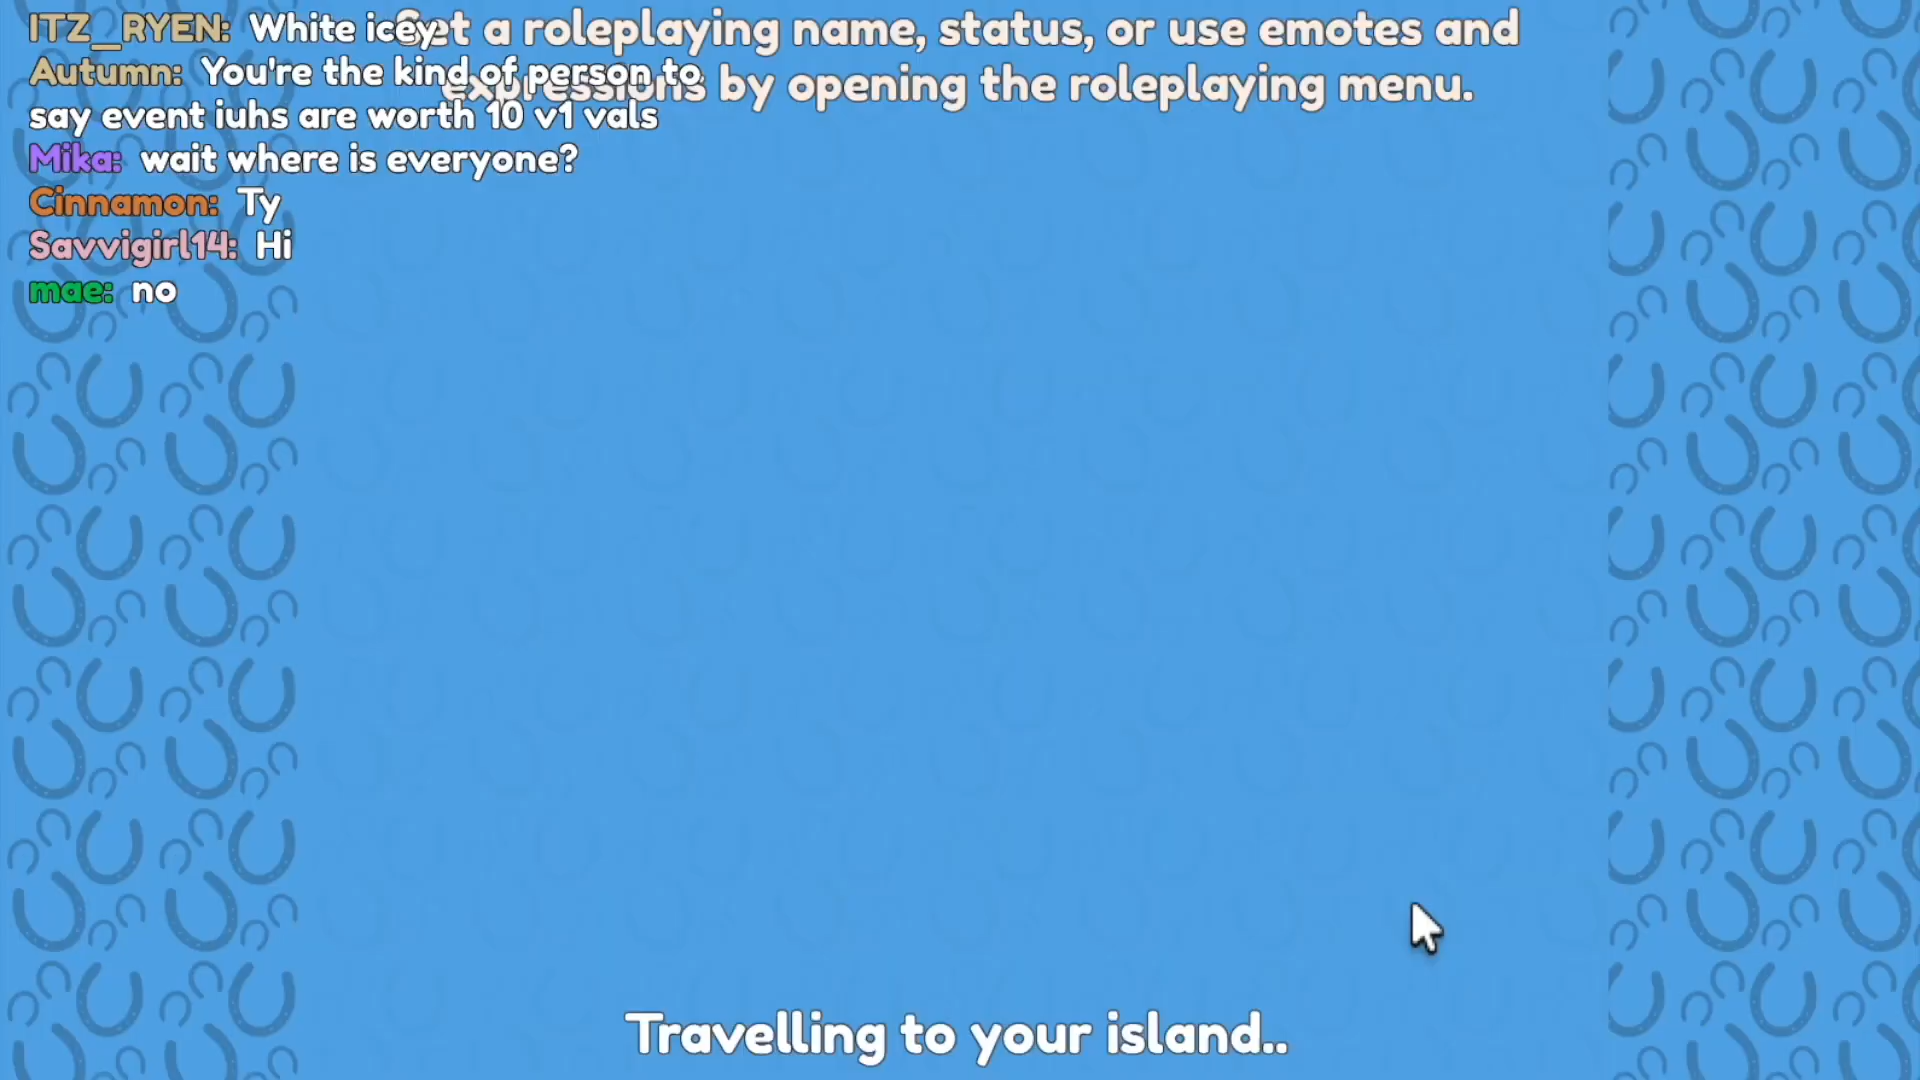 Set a roleplaying name, status, or use emotes and
expressions by opening the roleplaying menu.
ITZ_RYEN: White icey
Autumn: You're the kind of person to
say event iuhs are worth 10 v1 vals
Mika: wait where is everyone?
Cinnamon: Ty
Savvigirl14: Hi
mae: no
Travelling to your island..